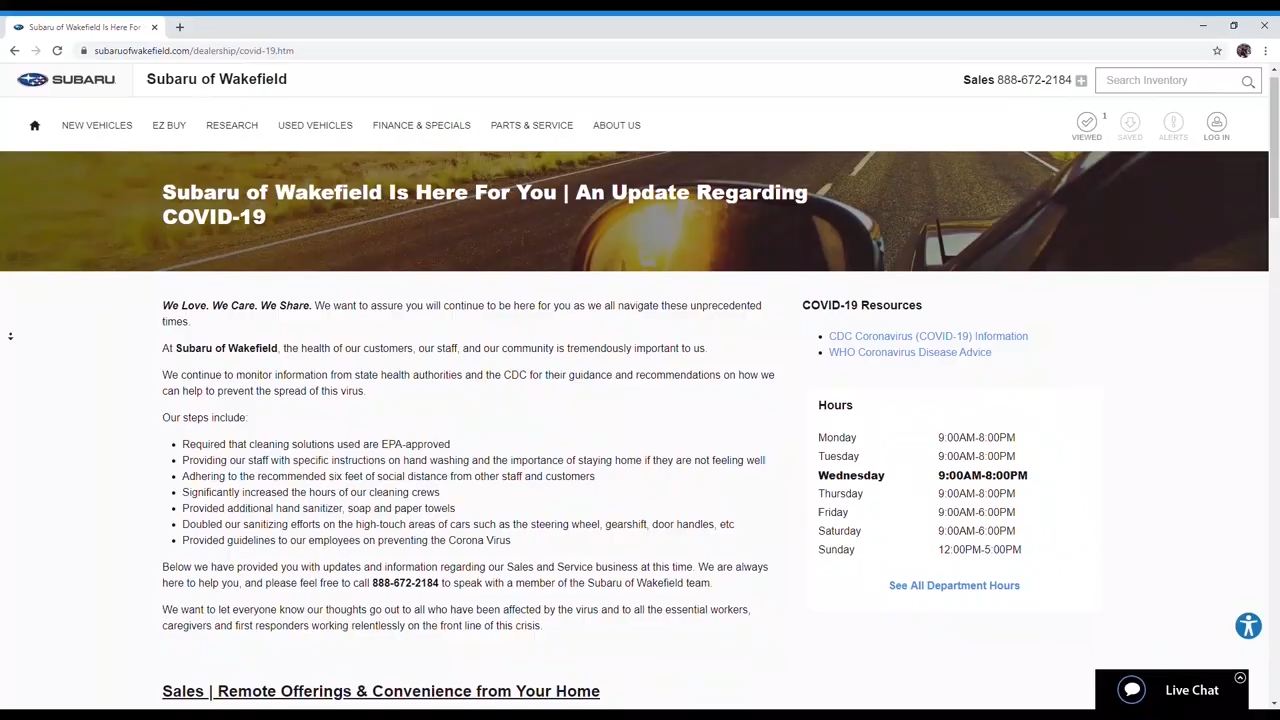 Subaru of Wakefield Is Here For
subaruofwakefield.com/dealership/covid-19.htm
SUBARU
Subaru of Wakefield
Sales 888-672-2184
Search Inventory
NEW VEHICLES EZ BUY RESEARCH USED VEHICLES FINANCE & SPECIALS PARTS & SERVICE ABOUT US
1
VIEWED SAVED ALERTS LOG IN
Subaru of Wakefield Is Here For You | An Update Regarding
COVID-19
We Love. We Care. We Share. We want to assure you will continue to be here for you as we all navigate these unprecedented
times.
At Subaru of Wakefield, the health of our customers, our staff, and our community is tremendously important to us.
We continue to monitor information from state health authorities and the CDC for their guidance and recommendations on how we
can help to prevent the spread of this virus.
Our steps include:
Required that cleaning solutions used are EPA-approved
Providing our staff with specific instructions on hand washing and the importance of staying home if they are not feeling well
Adhering to the recommended six feet of social distance from other staff and customers
Significantly increased the hours of our cleaning crews
Provided additional hand sanitizer, soap and paper towels
Doubled our sanitizing efforts on the high-touch areas of cars such as the steering wheel, gearshift, door handles, etc
Provided guidelines to our employees on preventing the Corona Virus
Below we have provided you with updates and information regarding our Sales and Service business at this time. We are always
here to help you, and please feel free to call 888-672-2184 to speak with a member of the Subaru of Wakefield team.
We want to let everyone know our thoughts go out to all who have been affected by the virus and to all the essential workers,
caregivers and first responders working relentlessly on the front line of this crisis.
Sales | Remote Offerings & Convenience from Your Home
COVID-19 Resources
CDC Coronavirus (COVID-19) Information
WHO Coronavirus Disease Advice
Hours
Monday 9:00AM-8:00PM
Tuesday 9:00AM-8:00PM
Wednesday 9:00AM-8:00PM
Thursday 9:00AM-8:00PM
Friday 9:00AM-6:00PM
Saturday 9:00AM-6:00PM
Sunday 12:00PM-5:00PM
See All Department Hours
Live Chat